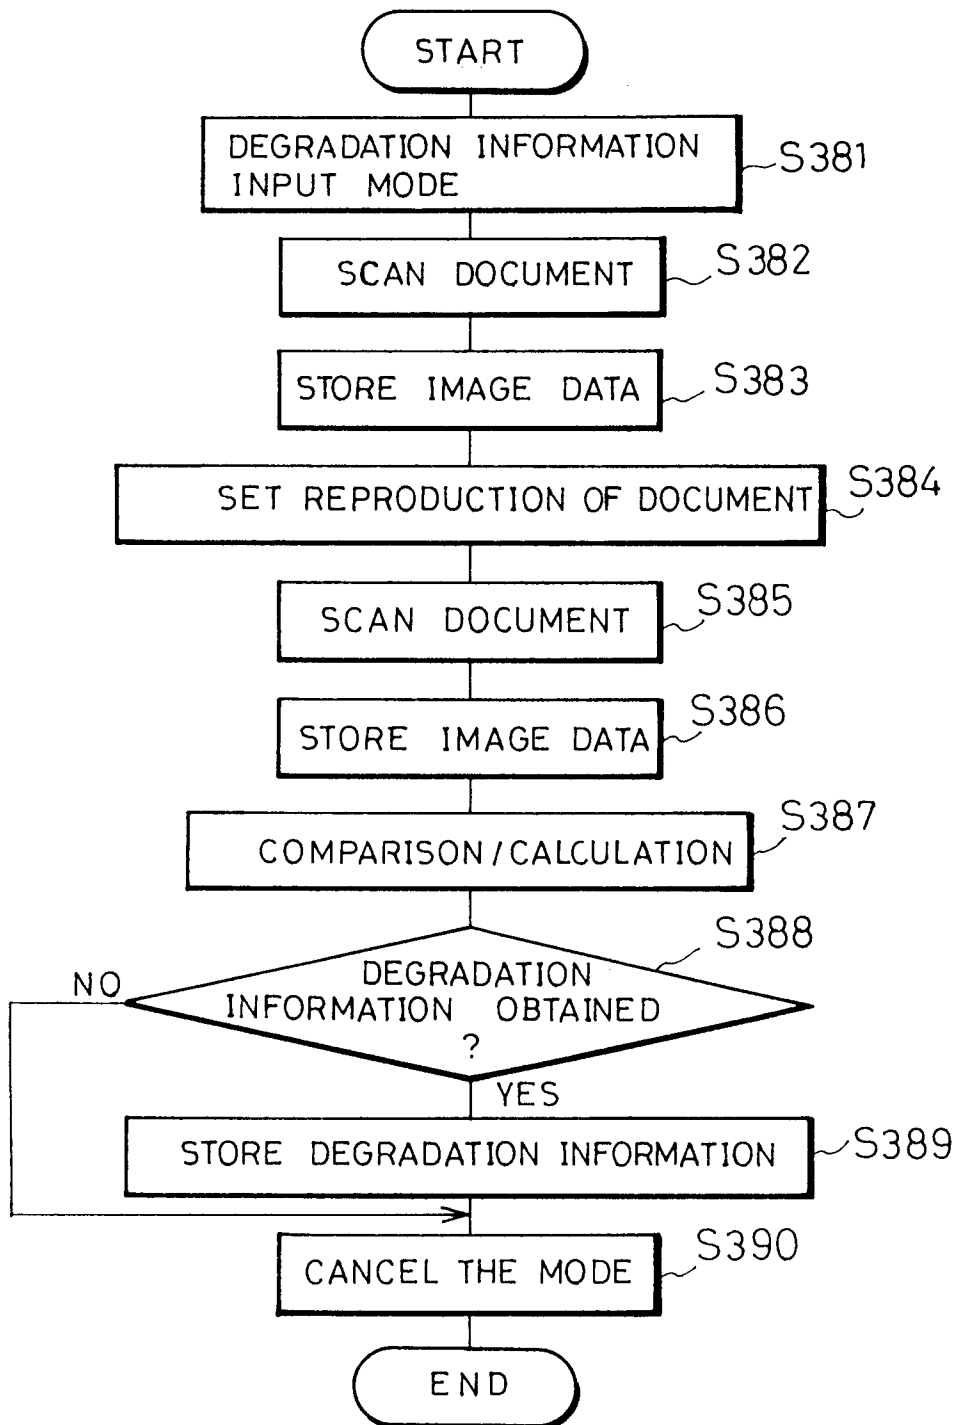 START
DEGRADATION INFORMATION
INPUT MODE
S381
SCAN DOCUMENT
S382
STORE IMAGE DATA
S383
SET REPRODUCTION OF DOCUMENT
S384
SCAN DOCUMENT
S385
STORE IMAGE DATA
S386
COMPARISON/CALCULATION
S387
S388
DEGRADATION
INFORMATION OBTAINED
?
NO
YES
STORE DEGRADATION INFORMATION
S389
CANCEL THE MODE
S390
END